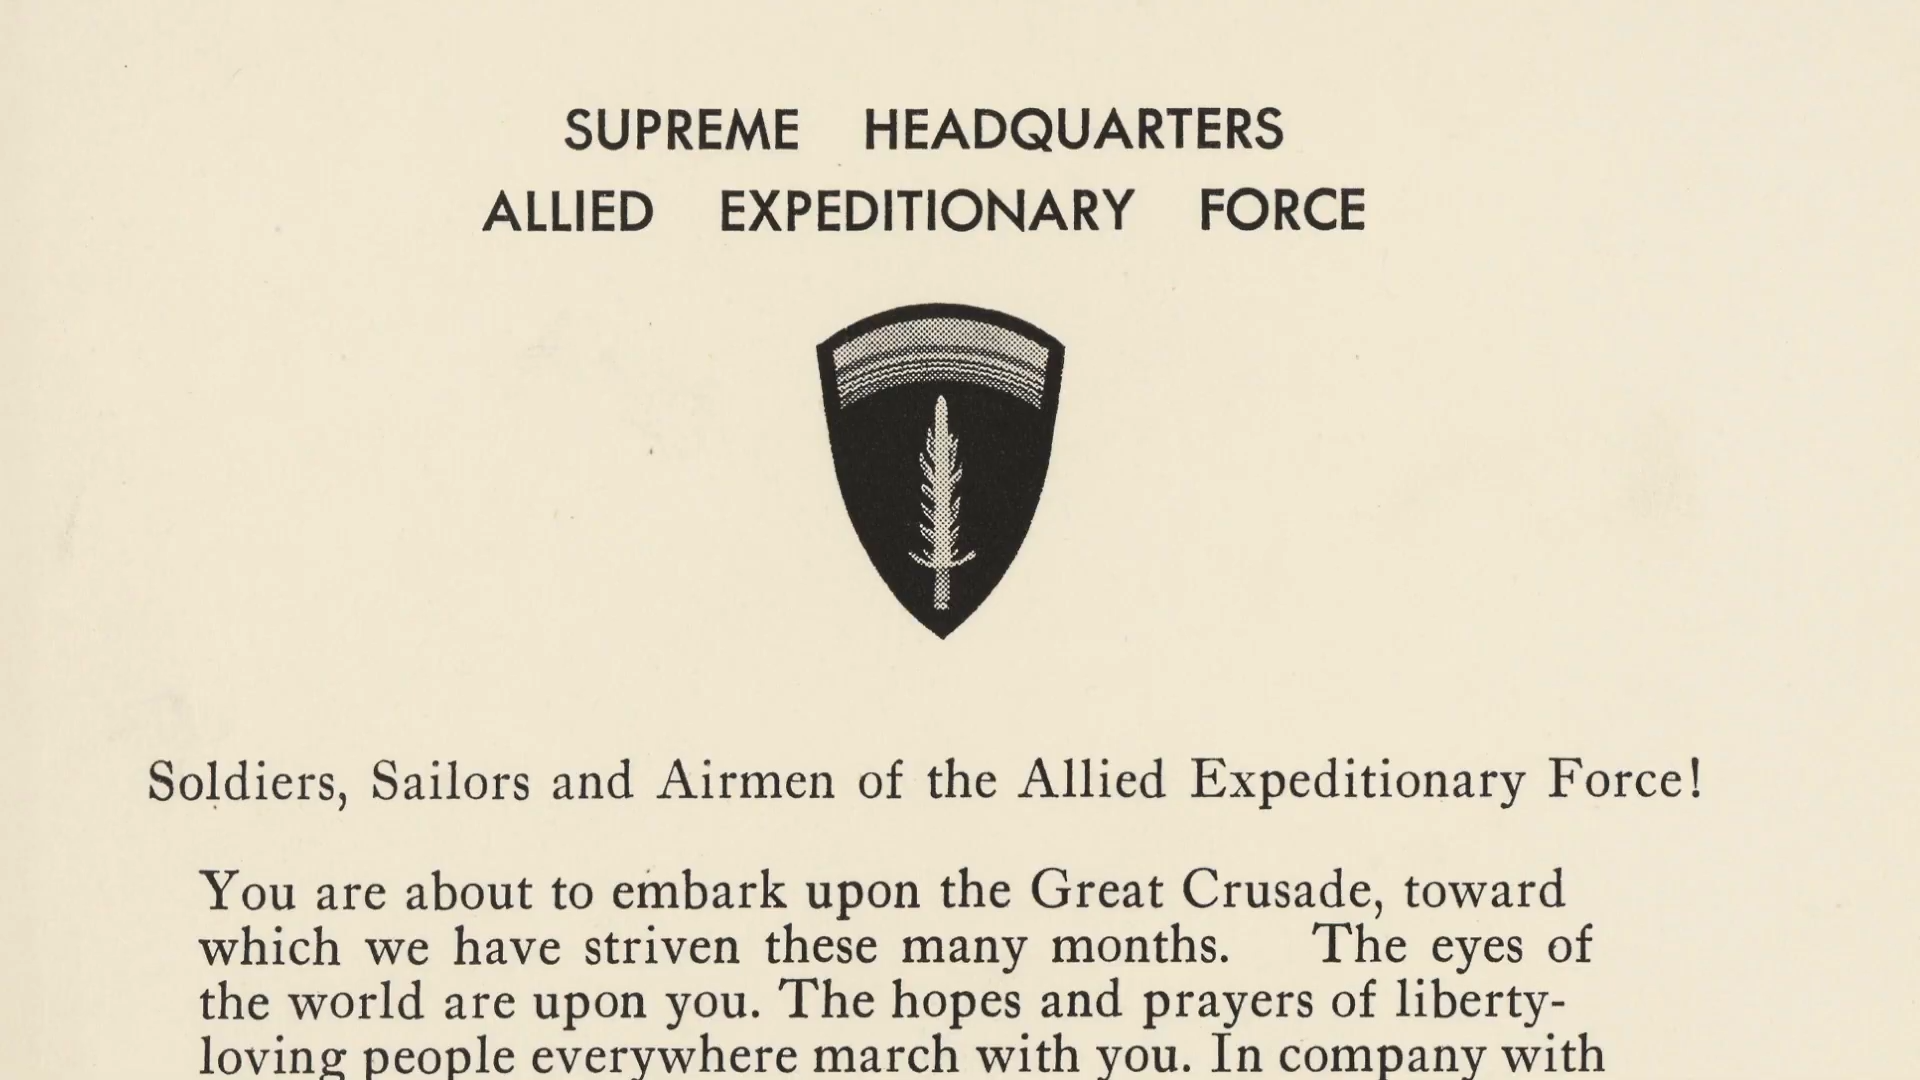 SUPREME HEADQUARTERS
ALLIED EXPEDITIONARY FORCE
Soldiers, Sailors and Airmen of the Allied Expeditionary Force!
You are about to embark upon the Great Crusade, toward
which we have striven these many months. The eyes of
the world are upon you. The hopes and prayers of liberty-
loving people everywhere march with you. In company with